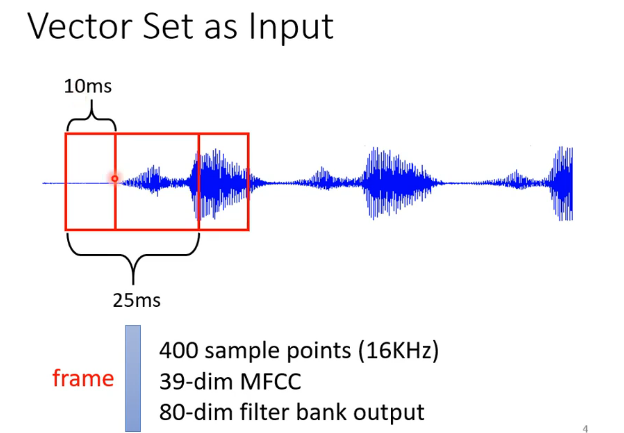 Vector Set as Input
10ms
25ms
frame
400 sample points (16KHz)
39-dim MFCC
80-dim filter bank output
4